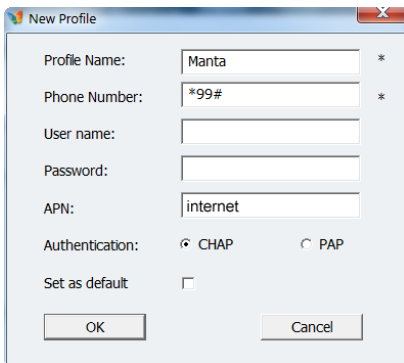 New Profile
Profile Name: Manta *
Phone Number: *99# *
User name:
Password:
APN: internet
Authentication: CHAP PAP
Set as default
OK Cancel